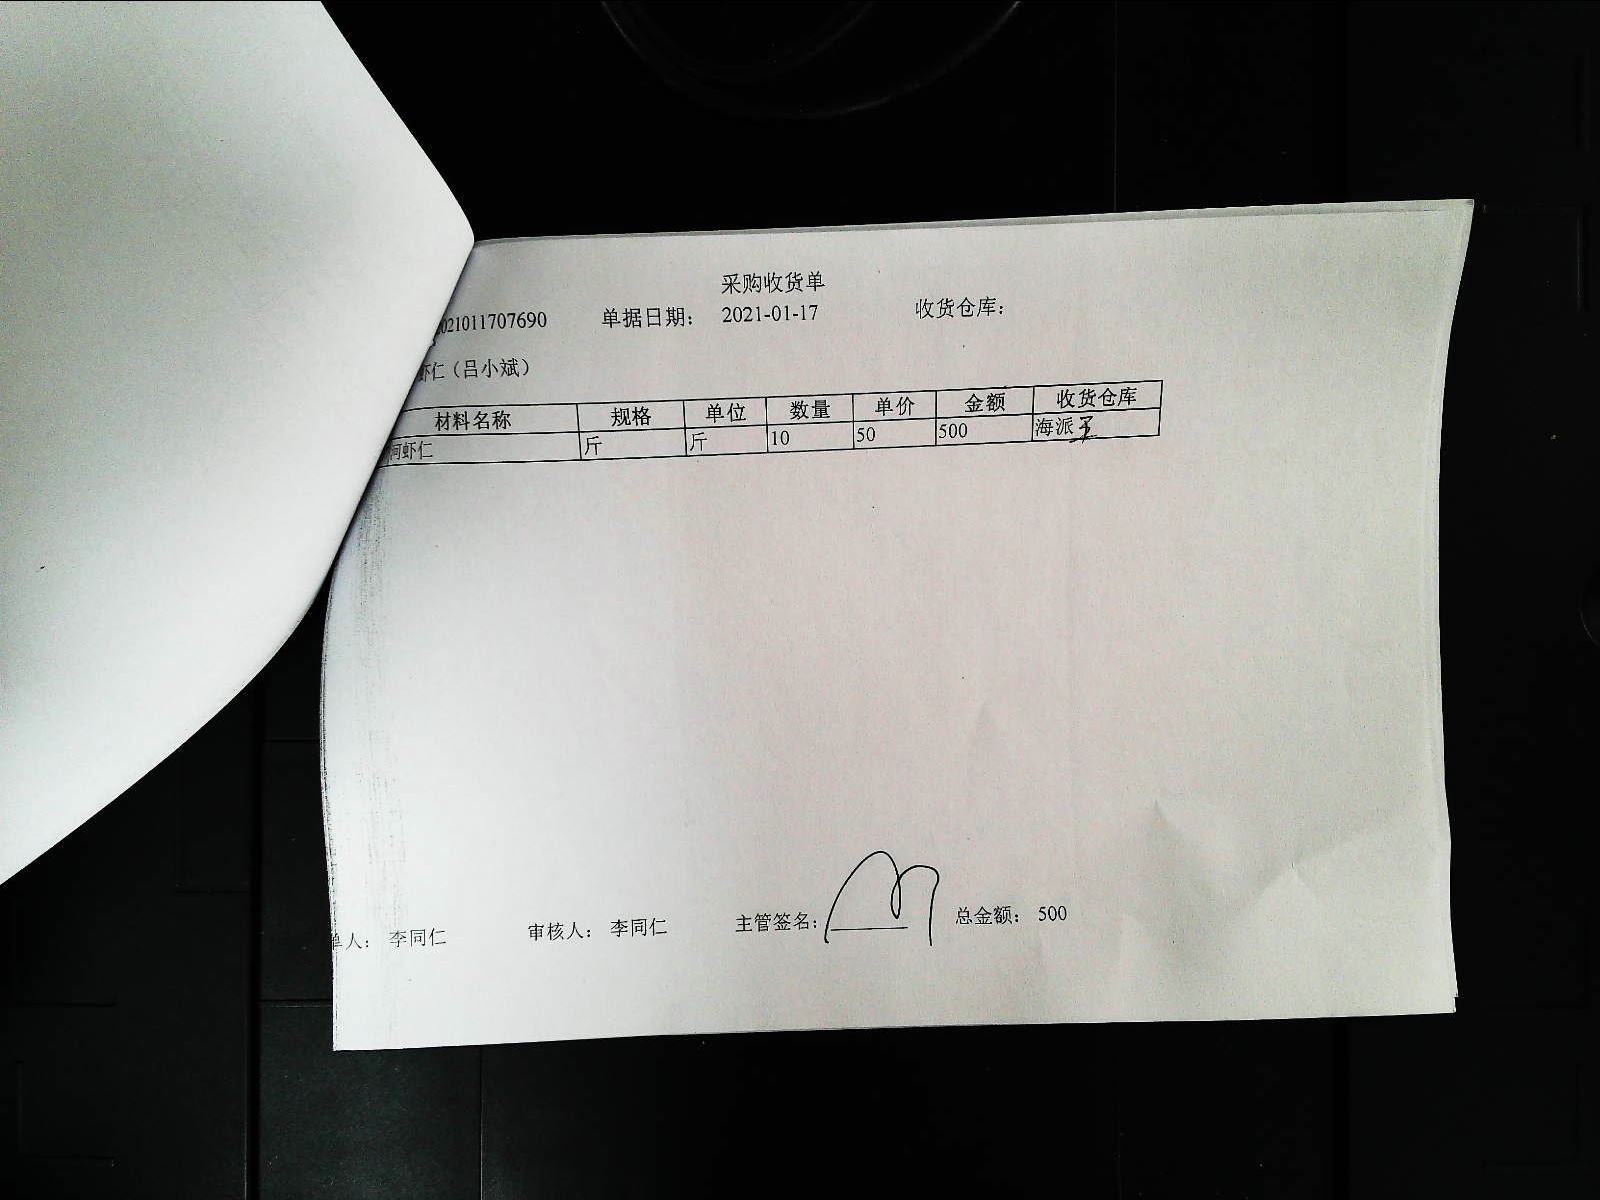 采购收货单
021011707690 单据日期： 2021-01-17 收货仓库：
虾仁（吕小斌）
材料名称 规格 单位 数量 单价 金额 收货仓库
河虾仁 斤 斤 10 50 500 海派
单人： 李同仁 审核人： 李同仁 主管签名： 总金额： 500